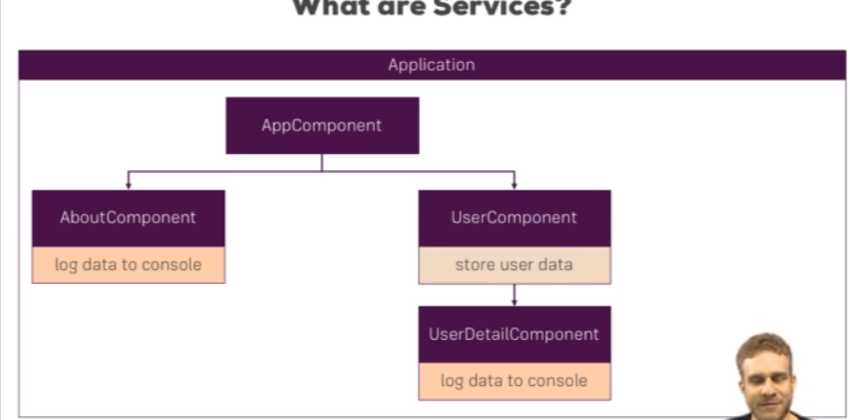 What are Services?
Application
AppComponent
AboutComponent
log data to console
UserComponent
store user data
UserDetailComponent
log data to console